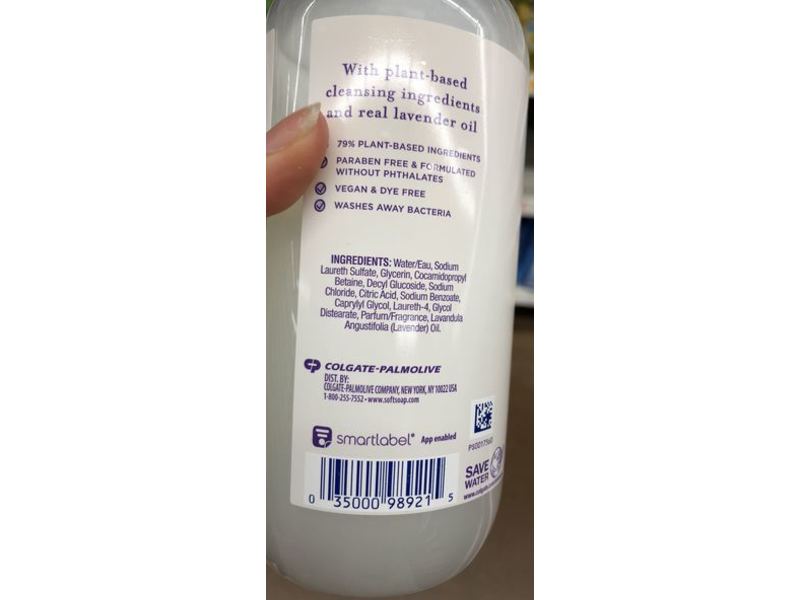 With plant-based
cleansing ingredients
and real lavender oil
79% PLANT-BASED INGREDIENTS
PARABEN FREE & FORMULATED
WITHOUT PHTHALATES
VEGAN & DYE FREE
WASHES AWAY BACTERIA
INGREDIENTS: Water/Eau, Sodium
Laureth Sulfate, Glycerin, Cocamidopropyl
Betaine, Decyl Glucoside, Sodium
Chloride, Citric Acid, Sodium Benzoate,
Caprylyl Glycol, Laureth-4, Glycol
Distearate, Parfum/Fragrance, Lavandula
Angustifolia (Lavender) Oil.
CP COLGATE-PALMOLIVE
DIST. BY:
COLGATE-PALMOLIVE COMPANY, NEW YORK, NY 10022 USA
1-800-255-7552 • www.softsoap.com
smartlabel® App enabled
SAVE
WATER
www.colgate.
0 35000 98921 5